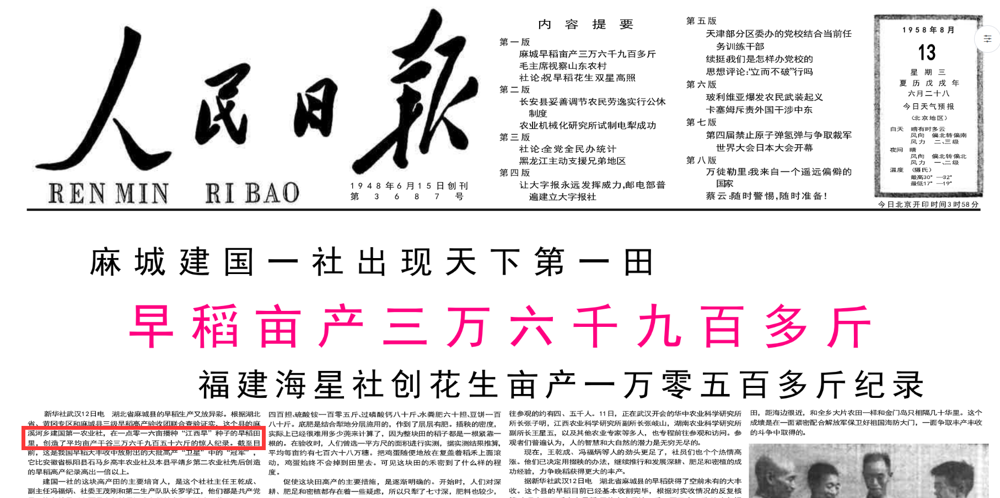 人民日报
REN MIN RI BAO
1948年6月15日创刊
第3687号
内容提要
第一版
麻城早稻亩产三万六千九百多斤
毛主席视察山东农村
社论:祝早稻花生双星高照
第二版
长安县妥善调节农民劳逸实行公休
制度
农业机械化研究所试制电犁成功
第三版
社论:全党全民办统计
黑龙江主动支援兄弟地区
第四版
让大字报永远发挥威力,邮电部普
遍建立大字报社
第五版
天津部分区委办的党校结合当前任
务训练干部
续挺:我们是怎样办党校的
思想评论:“立而不破”行吗
第六版
玻利维亚爆发农民武装起义
卡塞姆斥责外国干涉中东
第七版
第四届禁止原子弹氢弹与争取裁军
世界大会日本大会开幕
第八版
万徒勒里:我来自一个遥远偏僻的
国家
蔡云:随时警惕,随时准备!
1958年8月
13
星期三
夏历戊戌年
六月二十八
今日天气预报
(北京地区)
白天 晴有时多云
风向 偏北转偏南
风力 二、三级
夜间 晴
风向 偏北转偏北
风力 一、二级
温度 (摄氏)
最高30°—32°
最低17°—19°
今日北京开印时间3时58分
麻城建国一社出现天下第一田
早稻亩产三万六千九百多斤
福建海星社创花生亩产一万零五百多斤纪录
新华社武汉12日电 湖北省麻城县的早稻生产又放异彩。根据湖北
省、黄冈专区和麻城县三级早稻高产验收团联合查验证实,这个县的麻
溪河乡建国第一农业社,在一点零一六亩播种“江西早”种子的早稻田
里,创造了平均亩产干谷三万六千九百五十六斤的惊人纪录。截至目
前,这是我国早稻大丰收中放射出的大批高产“卫星”中的“冠军”,
它比安徽省枞阳县石马乡高丰农业社及本县平靖乡第二农业社先后创造
的早稻高产纪录高出一倍以上。
建国一社的这块高产田的主要培育人,是这个社社主任王乾成、
副主任冯福炳、社委王茂刚和第二生产队队长罗学江,他们都是共产党
四百担、硫酸铵一百零五斤、过磷酸钙八十斤、水粪肥六十担、豆饼一百
八十斤。底肥是结合犁地分层施用的,作到了层层有肥。插秧的密度,
实际上已经很难用多少蔸来计算了,因为整块田的稻子都是一根紧靠一
根的。在验收时,人们曾选一平方尺的面积进行实测,据实测结果推算,
平均每亩约有七百六十八万穗。把鸡蛋随便地放在复盖着稻禾上面滚
动,鸡蛋始终不会掉到田里去。可见这块田的禾密到了什么样的程
度。
促使这块田高产的主要措施,是逐渐明确的。开始时,人们对深
耕、肥足和密植都存在着一些疑虑,所以只犁了七寸深,肥料也较少,
往参观的约有四、五千人。11日,正在武汉开会的华中农业科学研究所
所长张子明,江西农业科学研究所副所长张岐山,湖南农业科学研究所
副所长王星五,以及其他农业专家等多人,也专程前往参观和访问。参
观者们普遍认为,人的智慧和大自然的潜力是无穷无尽的。
现在,王乾成、冯福炳等人的劲头更足了,社员们也个个热情高
涨。他们已决定用掇秧的办法,继续推行和发展深耕、肥足和密植的成
功经验,力争晚稻获得更大的丰产。
据新华社武汉12日电 湖北省麻城县的早稻获得了空前未有的大丰
收。这个县的早稻目前已经基本收割完毕,根据对实收情况的反复核
田,距海边很近,和全乡大片农田一样和金门岛只相隔几十华里。这个
成绩是在一面紧密配合解放军保卫好祖国海防大门,一面争取丰产丰收
的斗争中取得的。